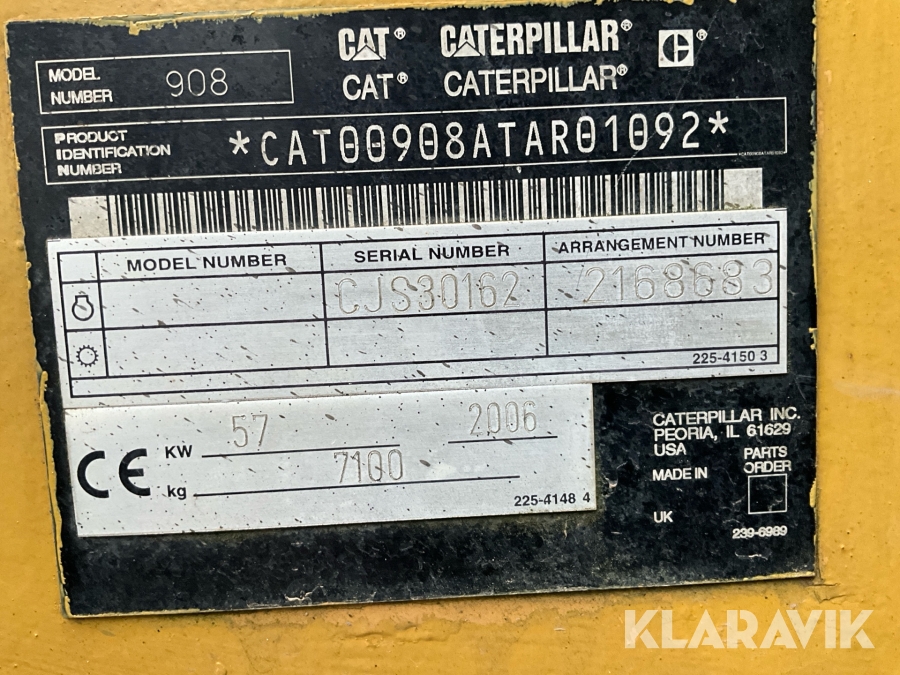 CAT® CATERPILLAR® C®
CAT® CATERPILLAR®
MODEL NUMBER 908
PRODUCT IDENTIFICATION NUMBER *CAT00908ATAR01092*
MODEL NUMBER SERIAL NUMBER ARRANGEMENT NUMBER
CJS30162 /2168683
225-4150 3
CE KW 57 2006
kg 7100
225-4148 4
CATERPILLAR INC.
PEORIA, IL 61629
USA
MADE IN
UK
PARTS
ORDER
239-6989
KLARAVIK